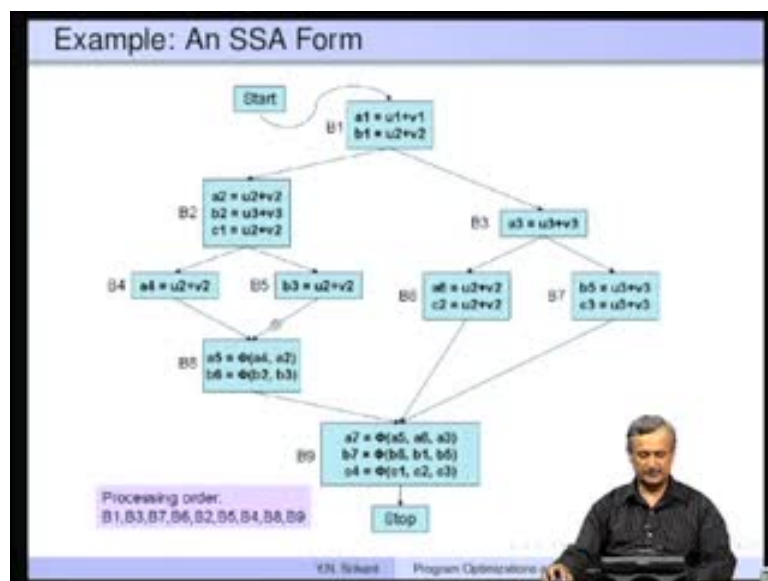 Example: An SSA Form
Start
B1
a1 = u1+v1
b1 = u2+v2
B2
a2 = u2+v2
b2 = u3+v3
c1 = u2+v2
B3
a3 = u3+v3
B4
a4 = u2+v2
B5
b3 = u2+v2
B6
a6 = u2+v2
c2 = u2+v2
B7
b5 = u3+v3
c3 = u3+v3
B8
a5 = Φ(a4, a2)
b6 = Φ(b2, b3)
B9
a7 = Φ(a5, a6, a3)
b7 = Φ(b6, b1, b5)
c4 = Φ(c1, c2, c3)
Processing order:
B1,B3,B7,B6,B2,B5,B4,B8,B9
Stop
Y.N. Srikant
Program Optimizations